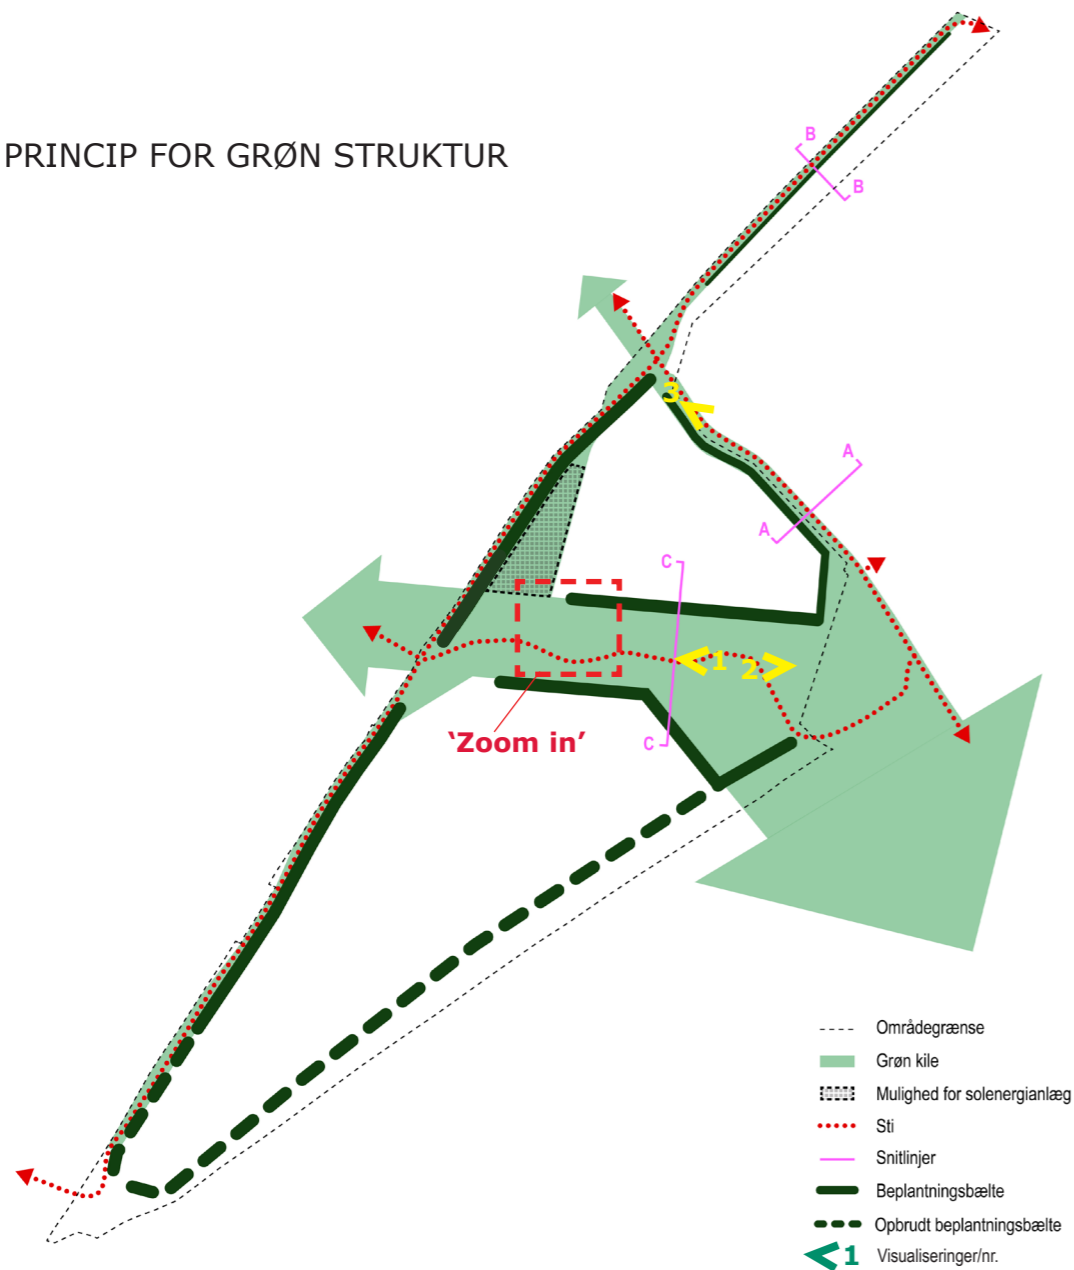 PRINCIP FOR GRØN STRUKTUR
B
B
3
A
A
C
1
2
C
‘Zoom in’
Områdegrænse
Grøn kile
Mulighed for solenergianlæg
Sti
Snitlinjer
Beplantningsbælte
Opbrudt beplantningsbælte
1 Visualiseringer/nr.